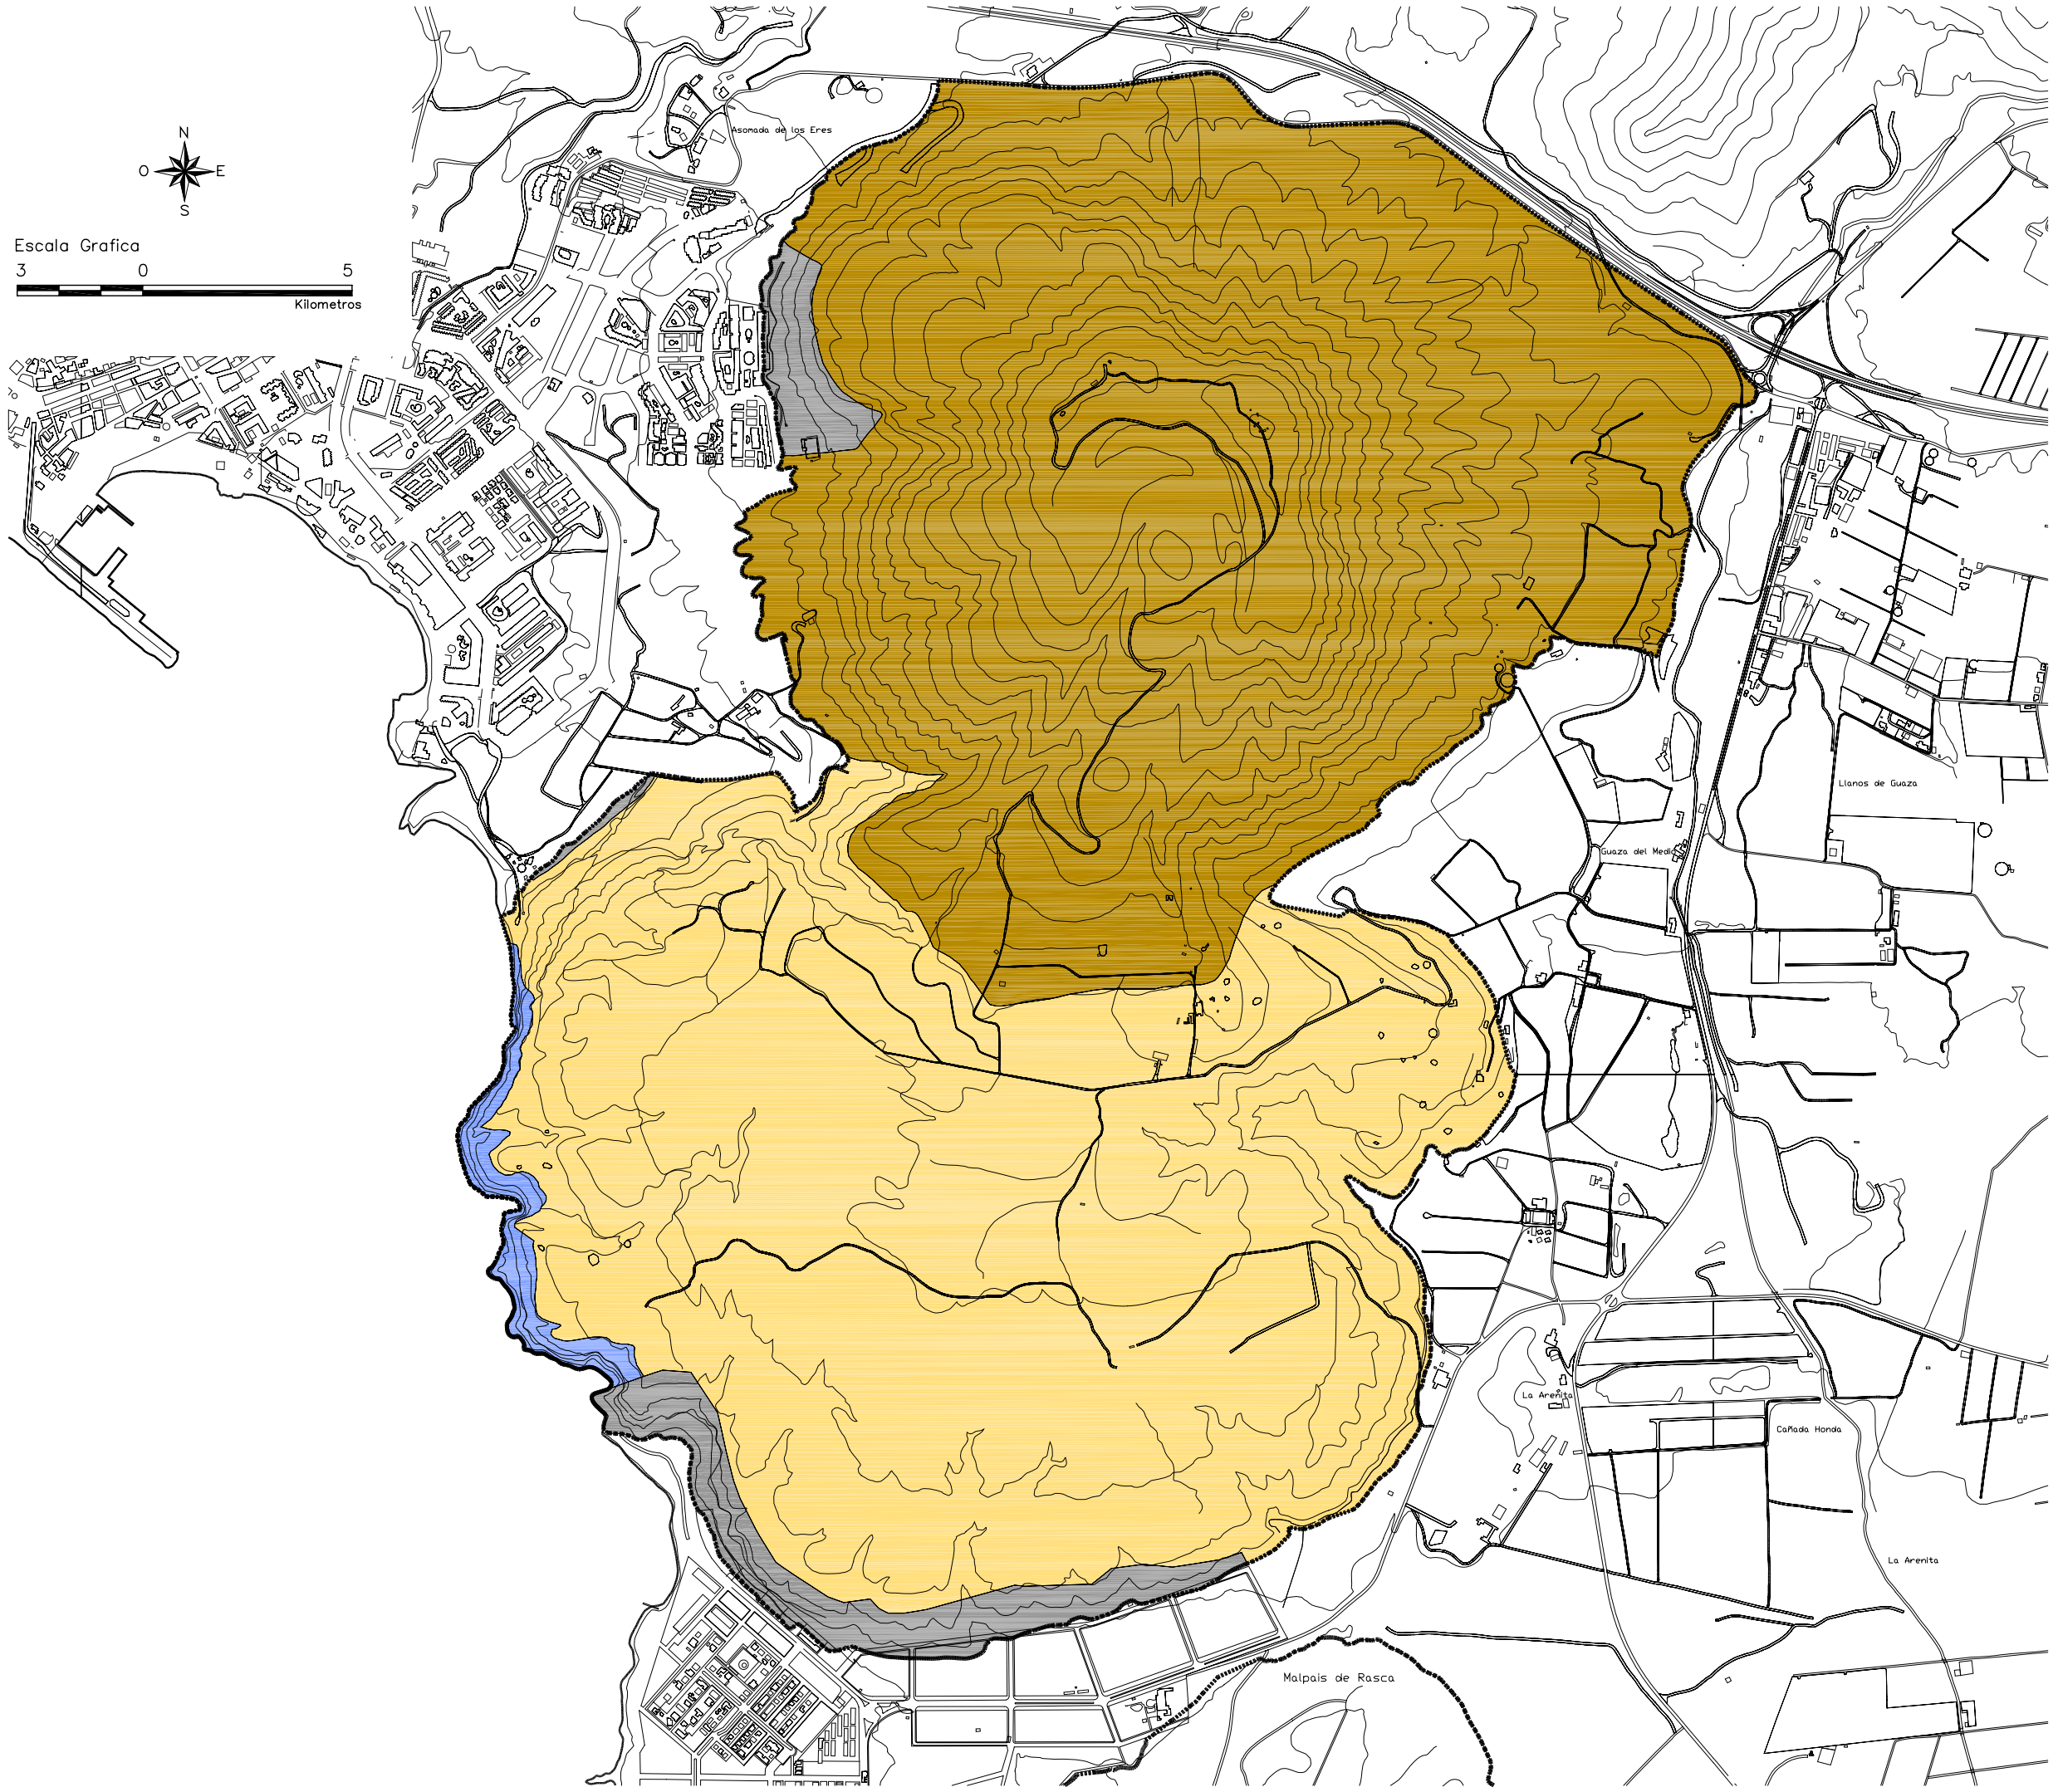 Asomada de los Eres
N
O
E
S
Escala Grafica
3
0
5
Kilometros
Llanos de Guaza
Guaza del Medio
La Arenita
Cañada Honda
La Arenita
Malpais de Rasca